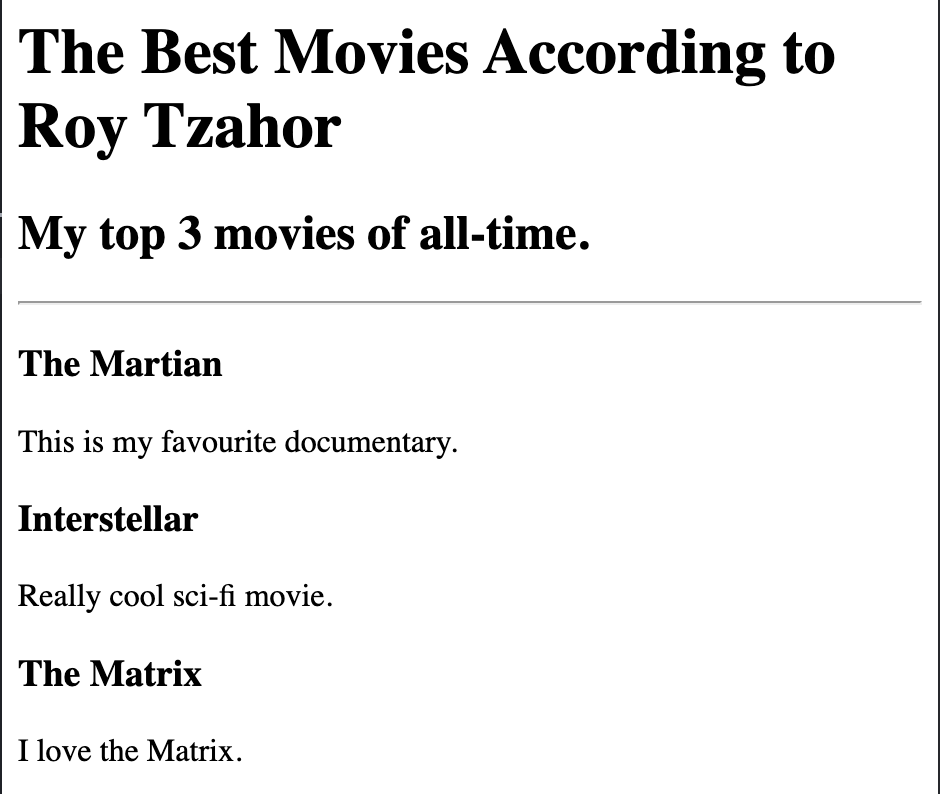 The Best Movies According to
Roy Tzahor
My top 3 movies of all-time.
The Martian
This is my favourite documentary.
Interstellar
Really cool sci-fi movie.
The Matrix
I love the Matrix.